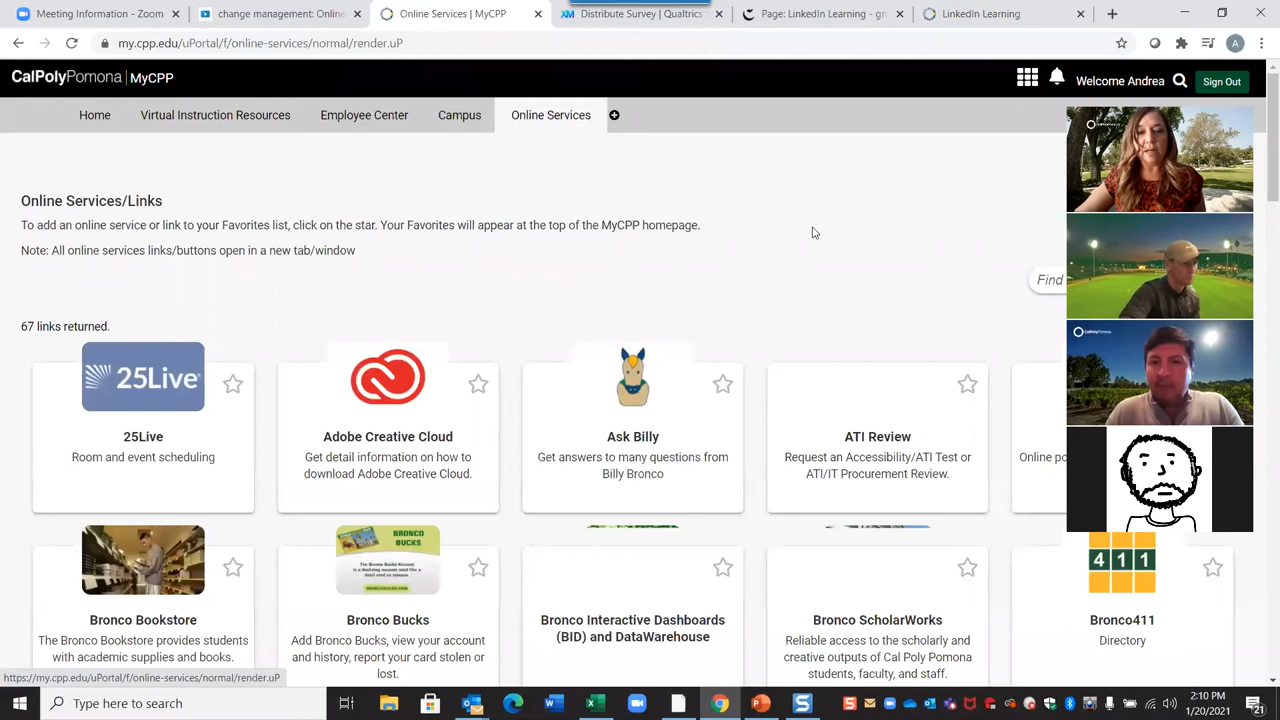 Meeting Information - Zoom
change management: Online
Online Services | MyCPP
Distribute Survey | Qualtrics
Page: LinkedIn Learning - gr
LinkedIn Learning
my.cpp.edu/uPortal/f/online-services/normal/render.uP
A
CalPolyPomona | MyCPP
Welcome Andrea
Sign Out
Home
Virtual Instruction Resources
Employee Center
Campus
Online Services
Online Services/Links
To add an online service or link to your Favorites list, click on the star. Your Favorites will appear at the top of the MyCPP homepage.
Note: All online services links/buttons open in a new tab/window
Find
67 links returned.
CalPolyPomona
25Live
25Live
Room and event scheduling
Adobe Creative Cloud
Get detail information on how to
download Adobe Creative Cloud.
Ask Billy
Get answers to many questions from
Billy Bronco
ATI Review
Request an Accessibility/ATI Test or
ATI/IT Procurement Review.
Online po
Bronco Bookstore
The Bronco Bookstore provides students
with academic supplies and books.
BRONCO
BUCKS
Bronco Bucks
Add Bronco Bucks, view your account
and history, report your card stolen or
lost.
Bronco Interactive Dashboards
(BID) and DataWarehouse
Bronco ScholarWorks
Reliable access to the scholarly and
creative outputs of Cal Poly Pomona
students, faculty, and staff.
411
Bronco411
Directory
https://my.cpp.edu/uPortal/f/online-services/normal/render.uP
Type here to search
2:10 PM
1/20/2021
21